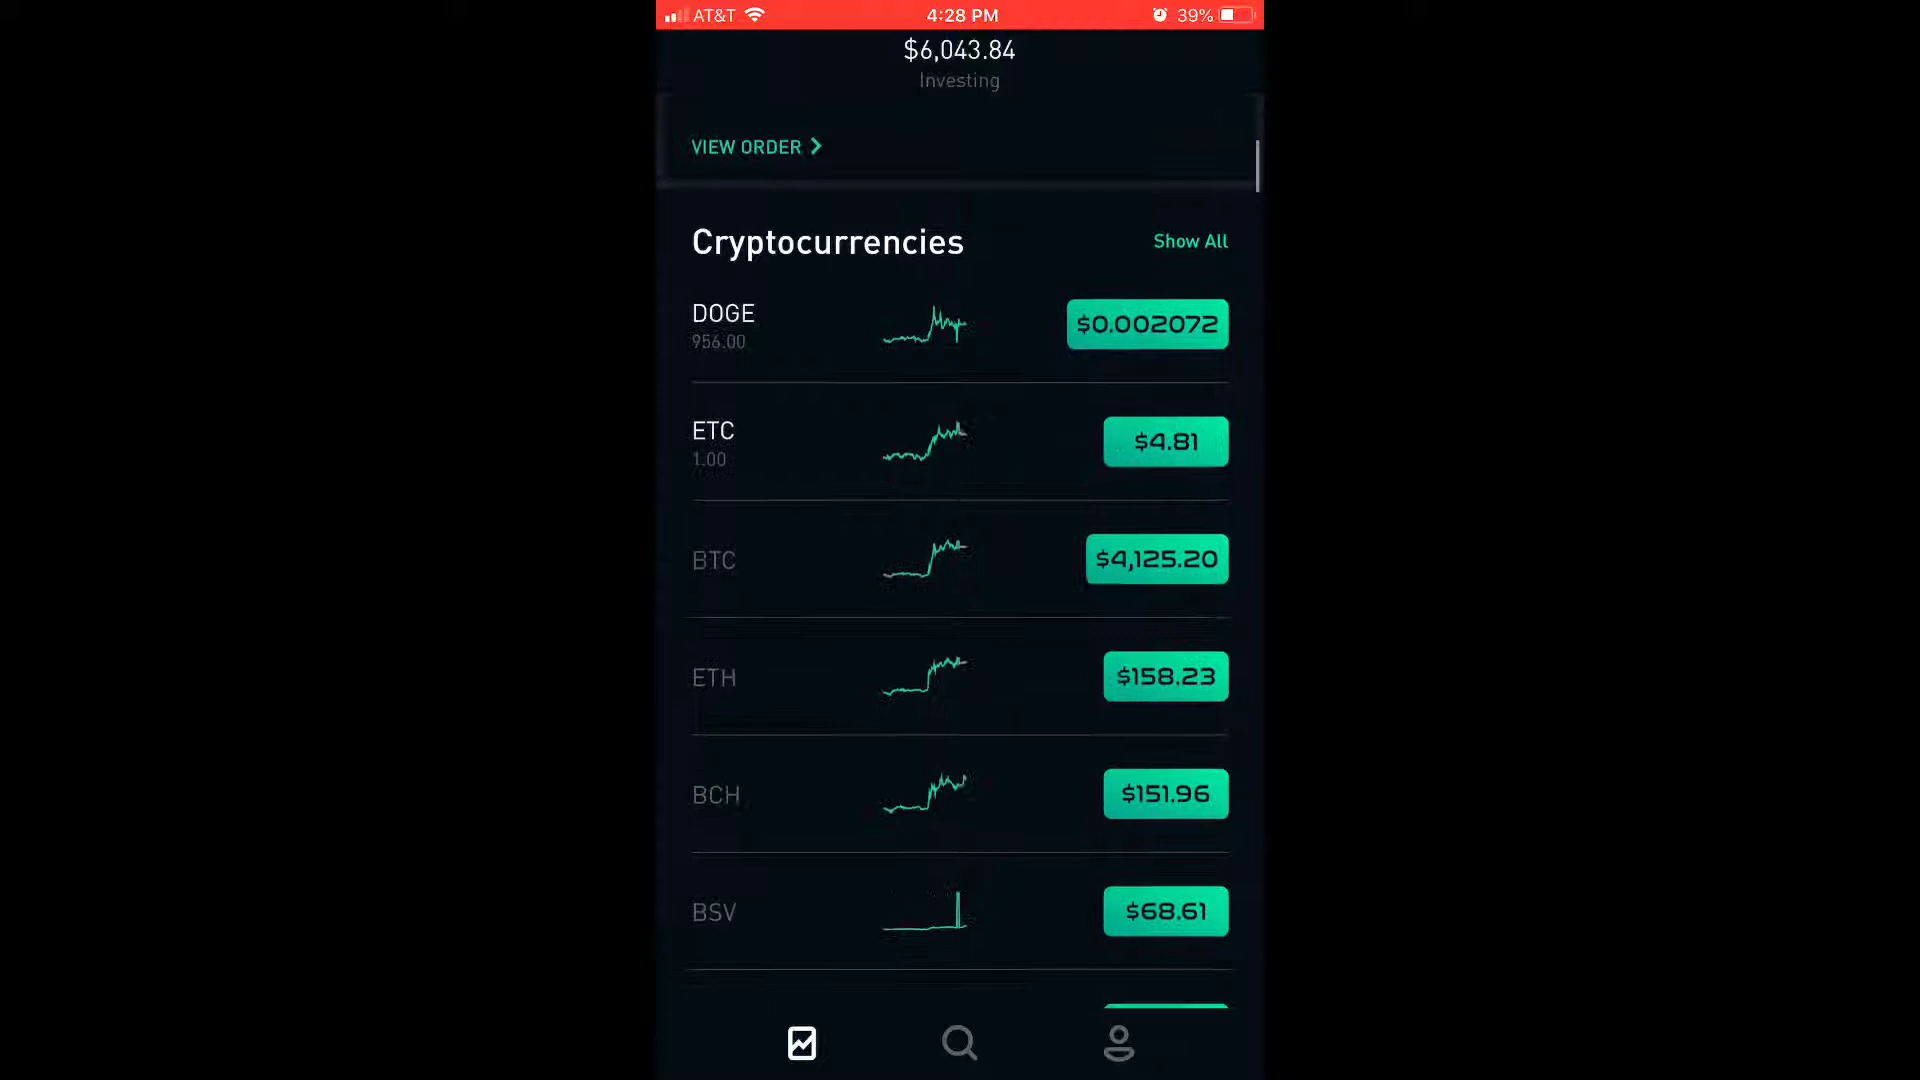 AT&T 4:28 PM 39%
$6,043.84
Investing
VIEW ORDER
Cryptocurrencies Show All
DOGE $0.002072
956.00
ETC $4.81
1.00
BTC $4,125.20
ETH $158.23
BCH $151.96
BSV $68.61